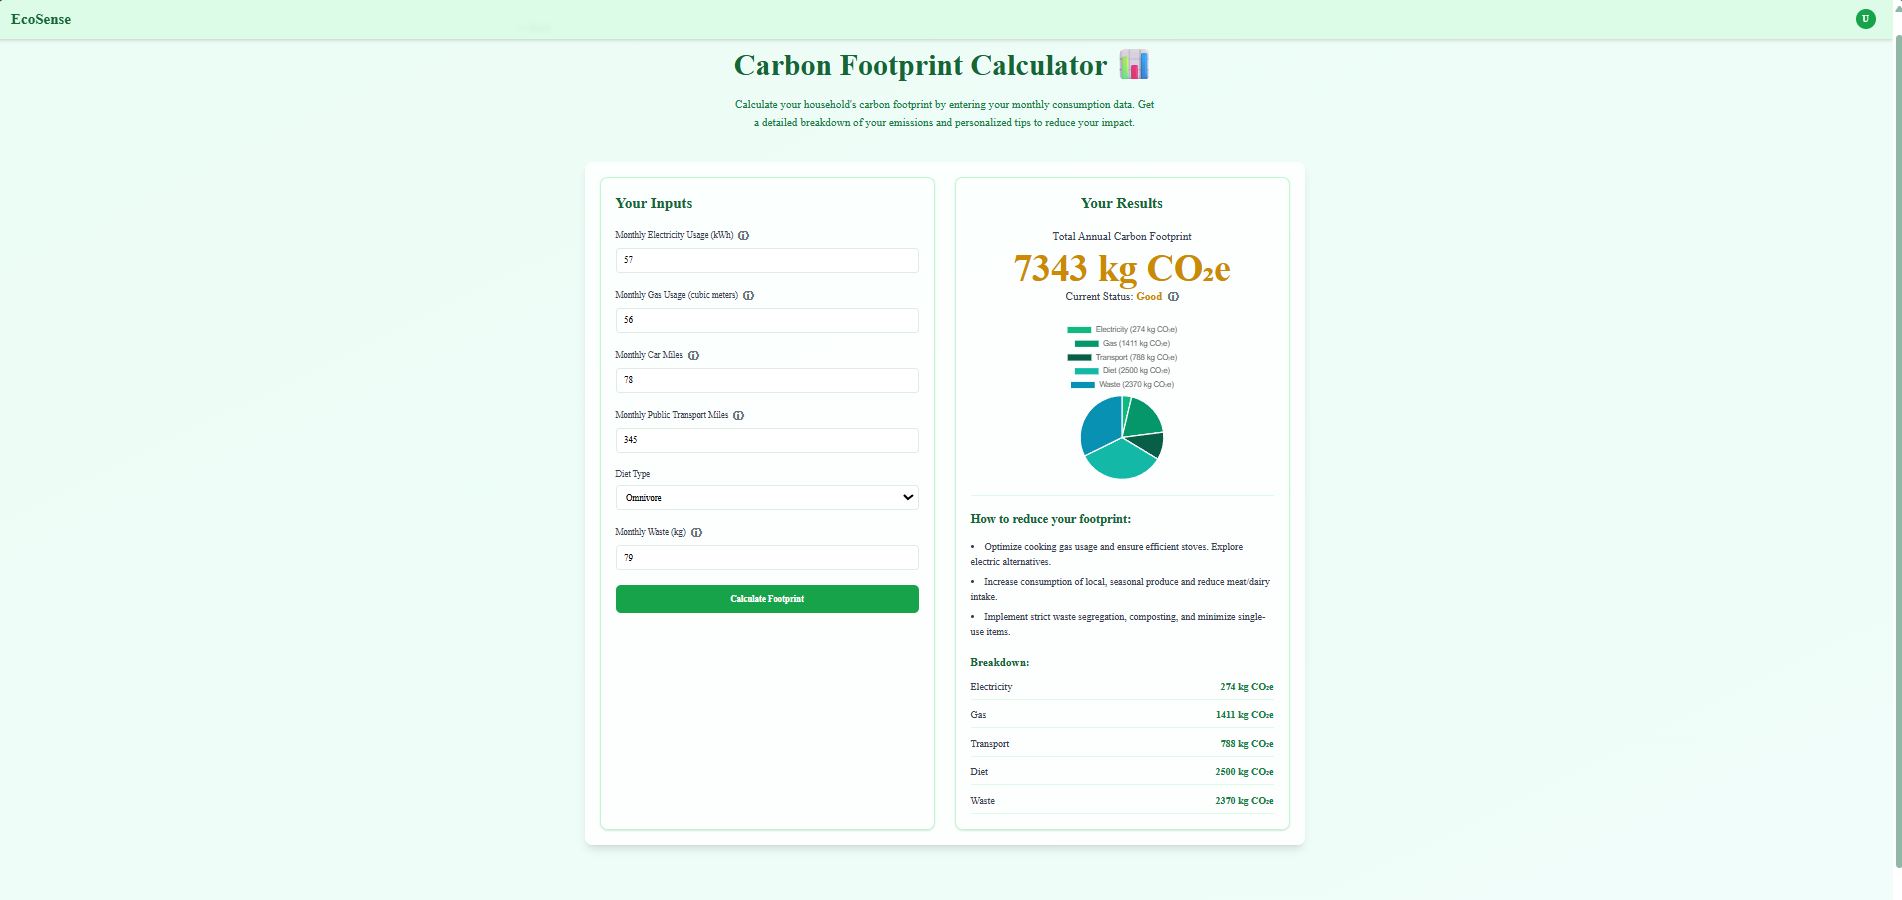 EcoSense
U
Carbon Footprint Calculator
Calculate your household's carbon footprint by entering your monthly consumption data. Get
a detailed breakdown of your emissions and personalized tips to reduce your impact.
Your Inputs
Monthly Electricity Usage (kWh)
57
Monthly Gas Usage (cubic meters)
56
Monthly Car Miles
78
Monthly Public Transport Miles
345
Diet Type
Omnivore
Monthly Waste (kg)
79
Calculate Footprint
Your Results
Total Annual Carbon Footprint
7343 kg CO₂e
Current Status: Good
Electricity (274 kg CO₂e)
Gas (1411 kg CO₂e)
Transport (788 kg CO₂e)
Diet (2500 kg CO₂e)
Waste (2370 kg CO₂e)
How to reduce your footprint:
• Optimize cooking gas usage and ensure efficient stoves. Explore
electric alternatives.
• Increase consumption of local, seasonal produce and reduce meat/dairy
intake.
• Implement strict waste segregation, composting, and minimize single-
use items.
Breakdown:
Electricity 274 kg CO₂e
Gas 1411 kg CO₂e
Transport 788 kg CO₂e
Diet 2500 kg CO₂e
Waste 2370 kg CO₂e